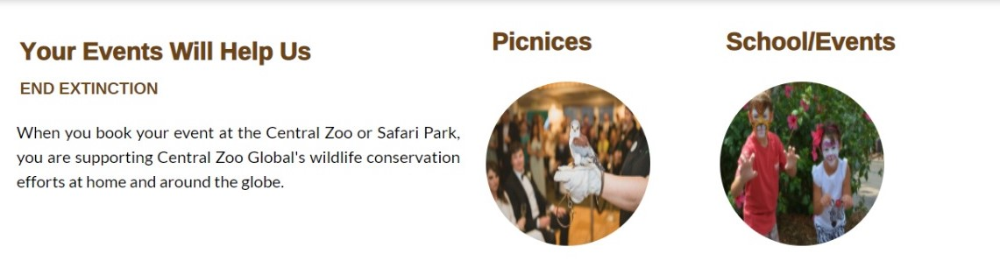 Your Events Will Help Us
END EXTINCTION
When you book your event at the Central Zoo or Safari Park,
you are supporting Central Zoo Global's wildlife conservation
efforts at home and around the globe.
Picnices
School/Events